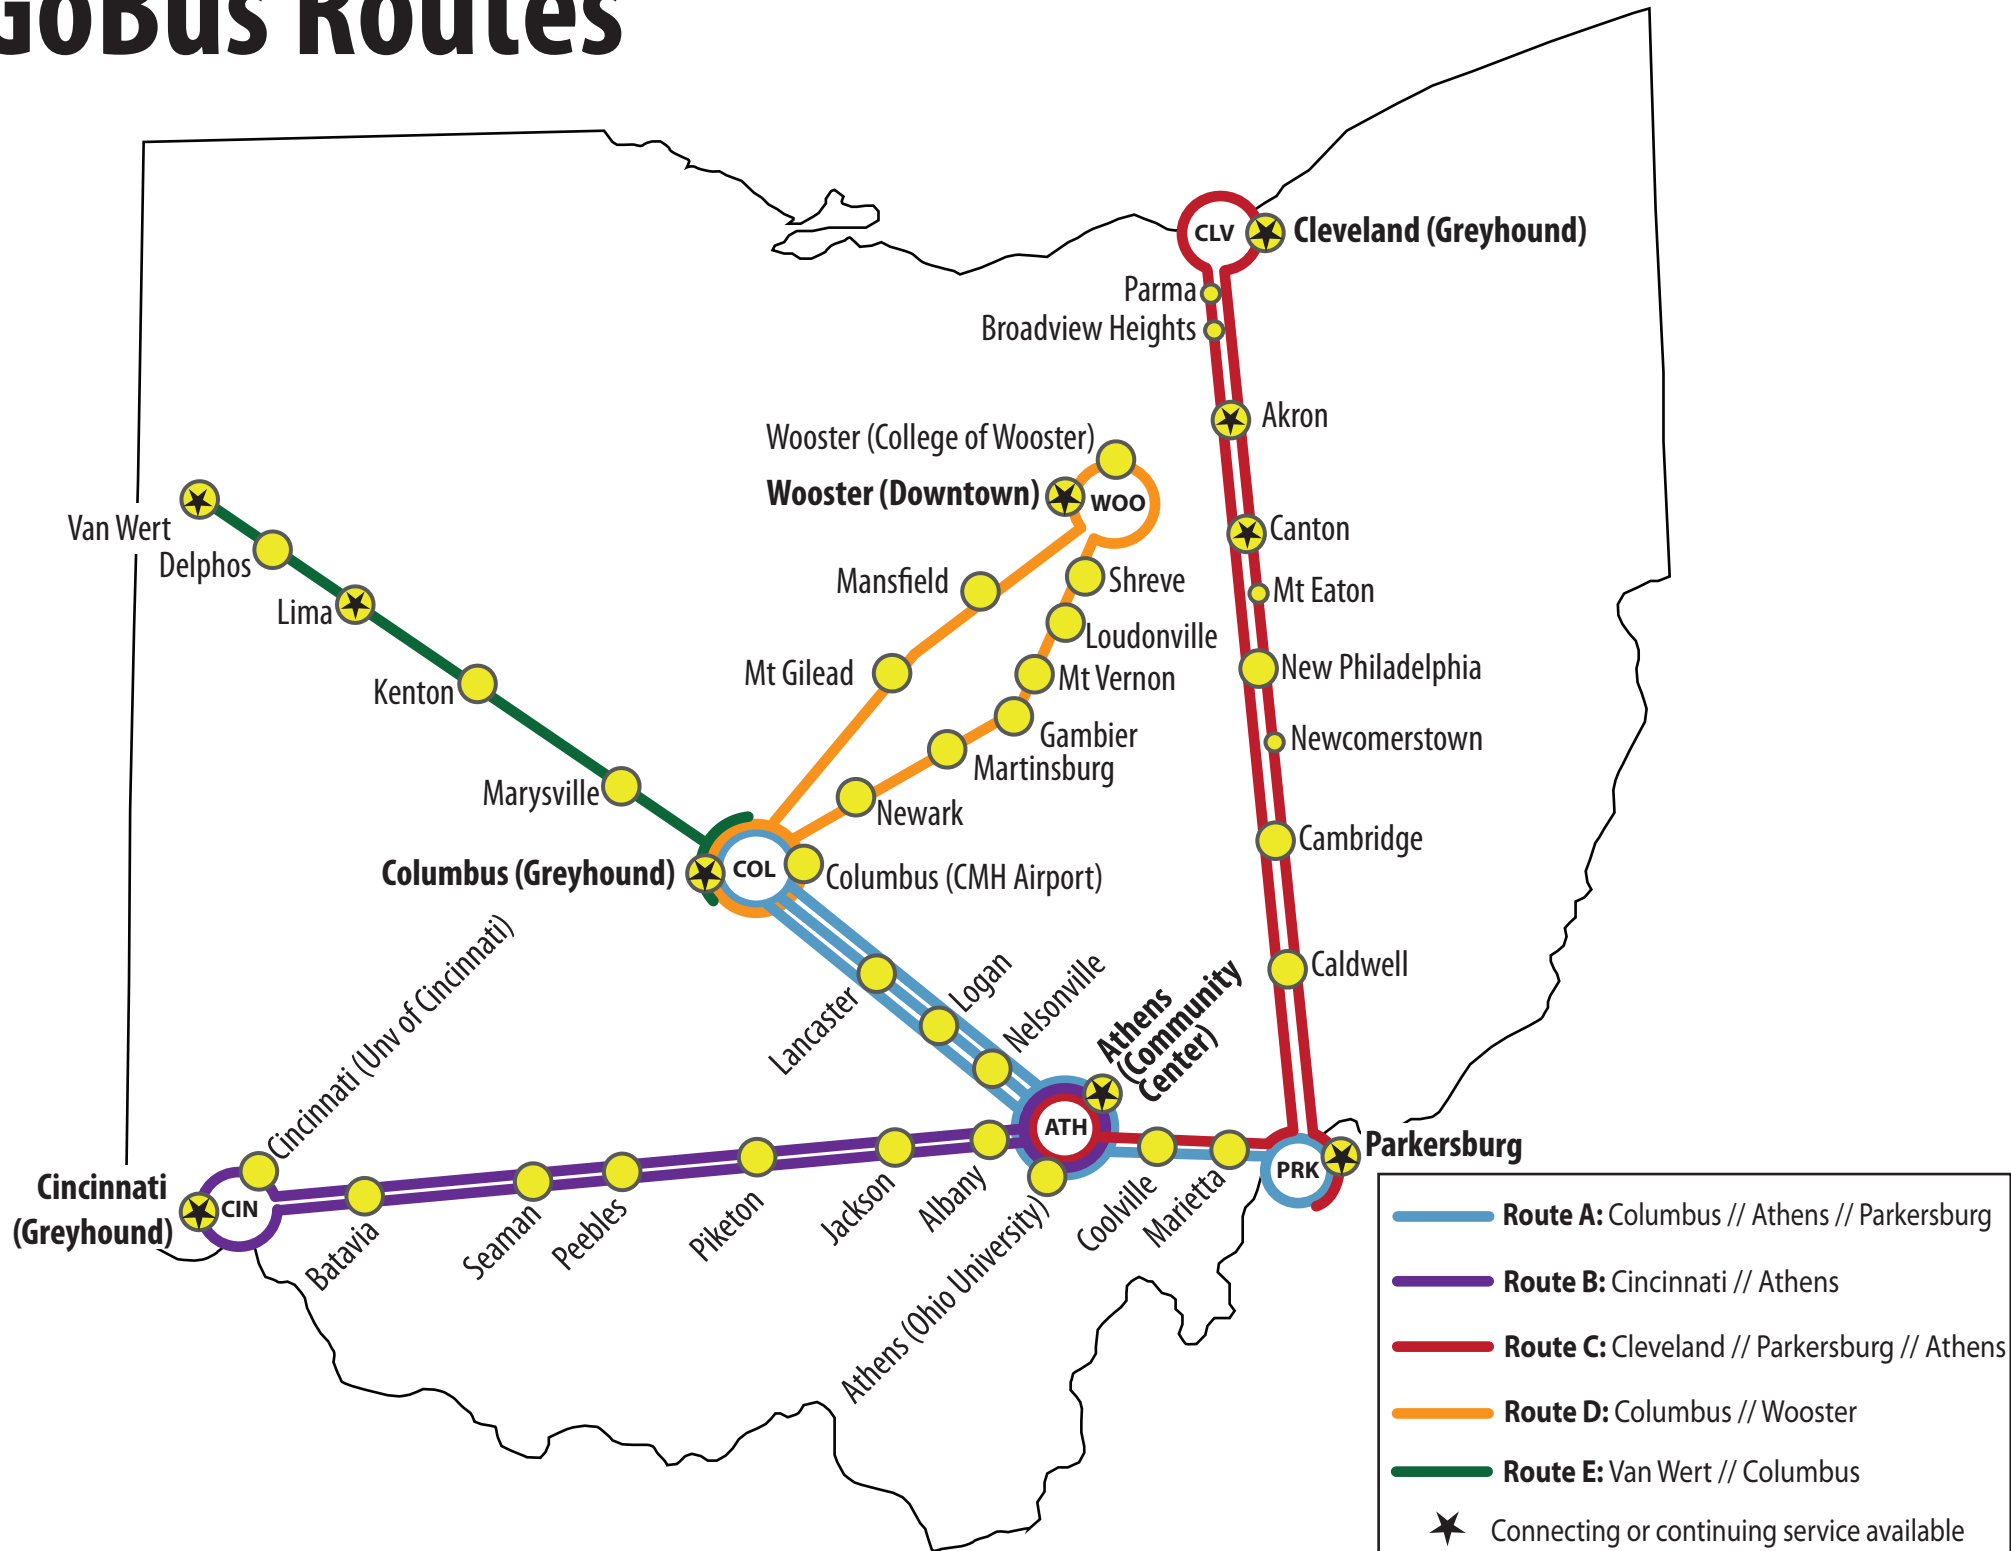 GoBus Routes
CLV
Cleveland (Greyhound)
Parma
Broadview Heights
Akron
Wooster (College of Wooster)
Wooster (Downtown)
WOO
Canton
Van Wert
Delphos
Lima
Mansfield
Shreve
Mt Eaton
Loudonville
Kenton
Mt Gilead
Mt Vernon
New Philadelphia
Gambier
Newcomerstown
Martinsburg
Marysville
Newark
Cambridge
Columbus (Greyhound)
COL
Columbus (CMH Airport)
Caldwell
Cincinnati (Unv of Cincinnati)
Lancaster
Logan
Nelsonville
Athens
(Community
Center)
ATH
Parkersburg
PRK
Cincinnati
(Greyhound)
CIN
Batavia
Seaman
Peebles
Piketon
Jackson
Albany
Athens (Ohio University)
Coolville
Marietta
Route A: Columbus // Athens // Parkersburg
Route B: Cincinnati // Athens
Route C: Cleveland // Parkersburg // Athens
Route D: Columbus // Wooster
Route E: Van Wert // Columbus
Connecting or continuing service available